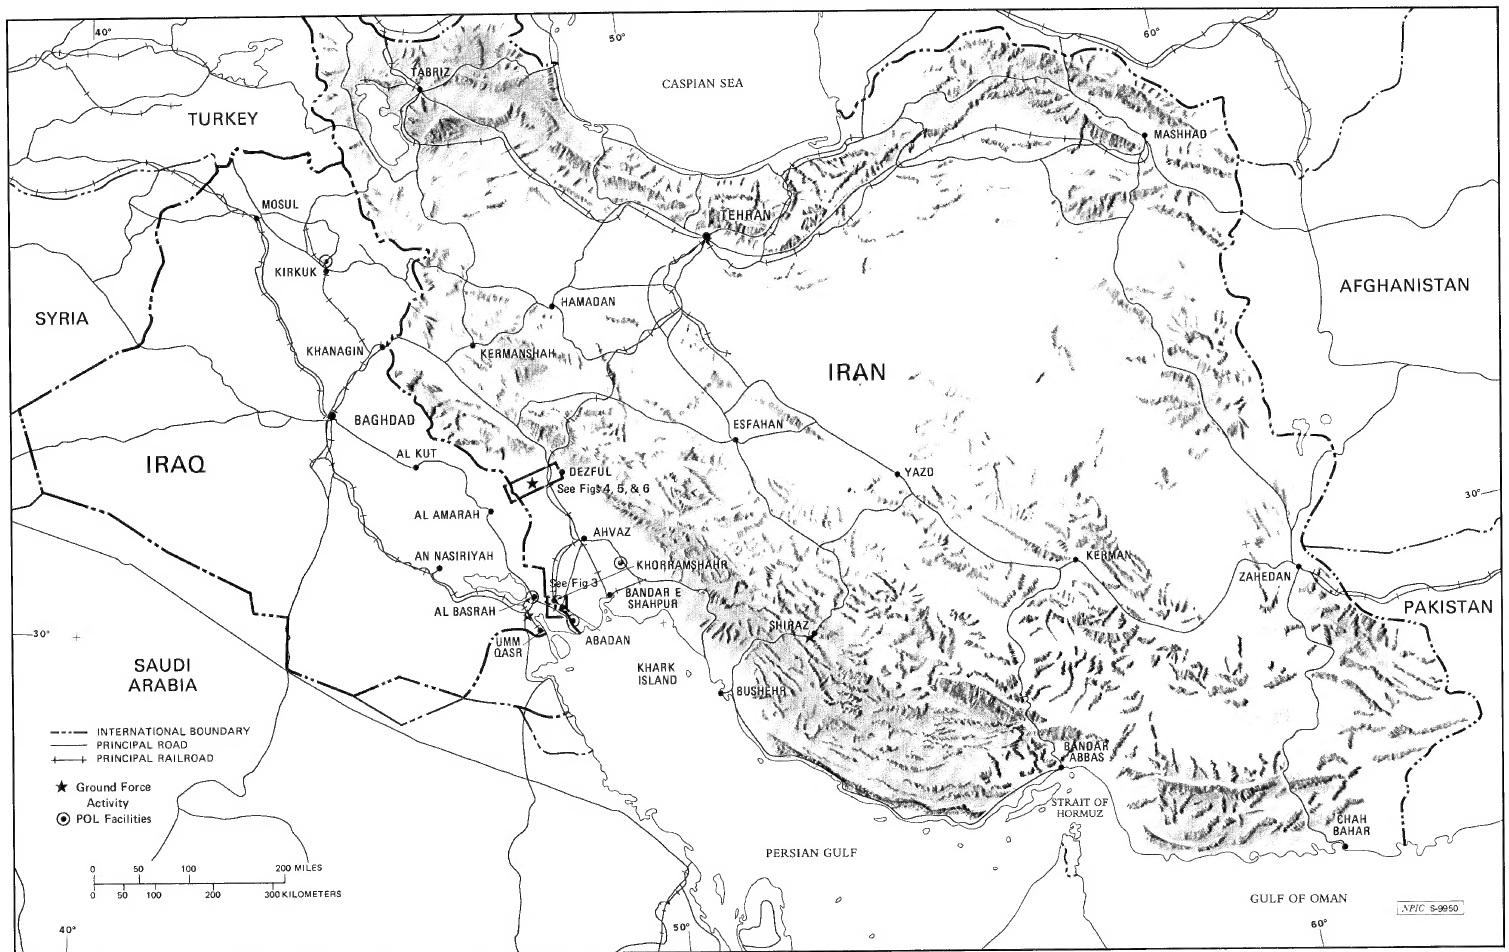 40°
50°
60°
TABRIZ
CASPIAN SEA
TURKEY
MASHHAD
MOSUL
TEHRAN
KIRKUK
AFGHANISTAN
HAMADAN
SYRIA
KHANAGIN
KERMANSHAH
IRAN
BAGHDAD
ESFAHAN
AL KUT
IRAQ
DEZFUL
YAZD
See Figs 4, 5, & 6
30°
AL AMARAH
AHVAZ
AN NASIRIYAH
KHORRAMSHAHR
KERMAN
See Fig 3
ZAHEDAN
BANDAR E
SHAHPUR
AL BASRAH
PAKISTAN
30°
SHIRAZ
ABADAN
UMM
QASR
SAUDI
ARABIA
KHARK
ISLAND
BUSHEHR
INTERNATIONAL BOUNDARY
PRINCIPAL ROAD
PRINCIPAL RAILROAD
BANDAR
ABBAS
Ground Force
Activity
POL Facilities
STRAIT OF
HORMUZ
CHAH
BAHAR
PERSIAN GULF
0 50 100 200 MILES
0 50 100 200 300 KILOMETERS
GULF OF OMAN
NPIC S-9950
40°
50°
60°